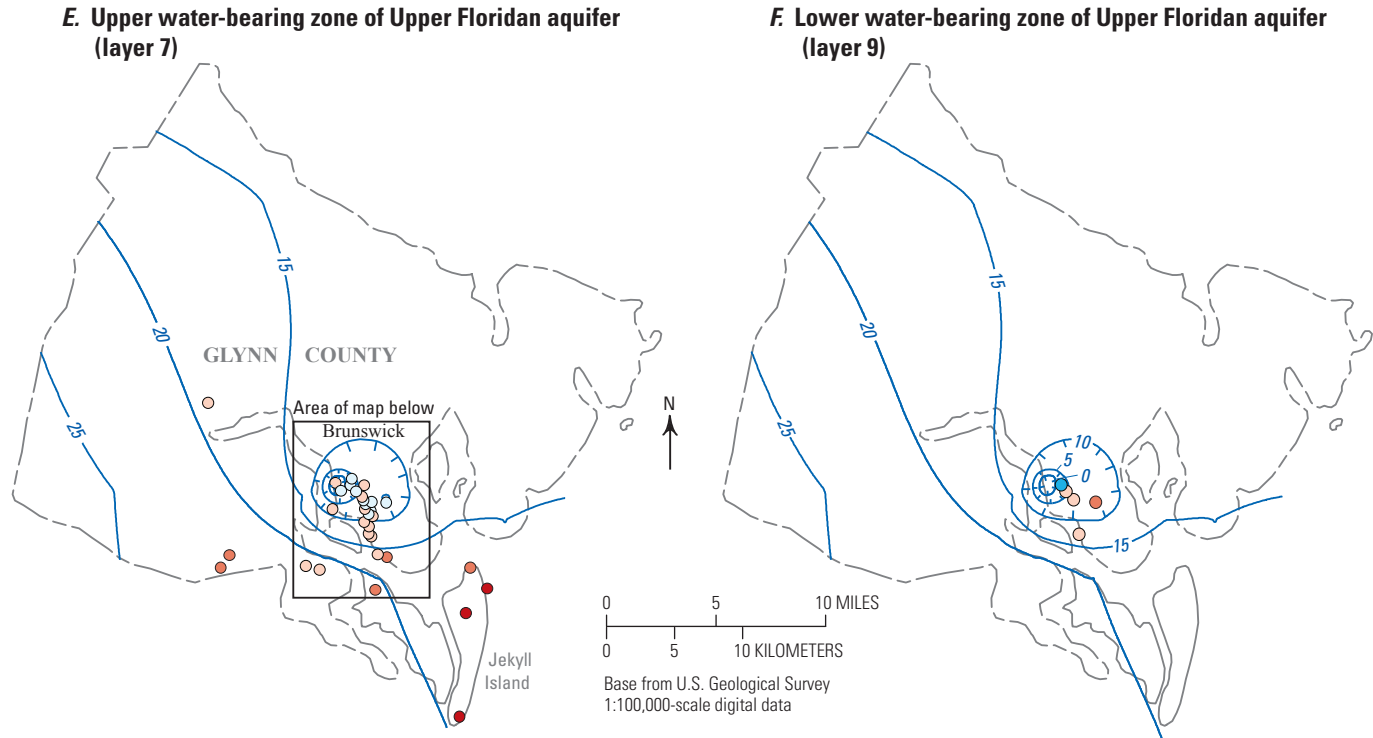 E. Upper water-bearing zone of Upper Floridan aquifer
(layer 7)
F. Lower water-bearing zone of Upper Floridan aquifer
(layer 9)
15
20
25
GLYNN COUNTY
Area of map below
Brunswick
Jekyll
Island
N
0 5 10 MILES
0 5 10 KILOMETERS
Base from U.S. Geological Survey
1:100,000-scale digital data
15
20
25
10
5
0
15